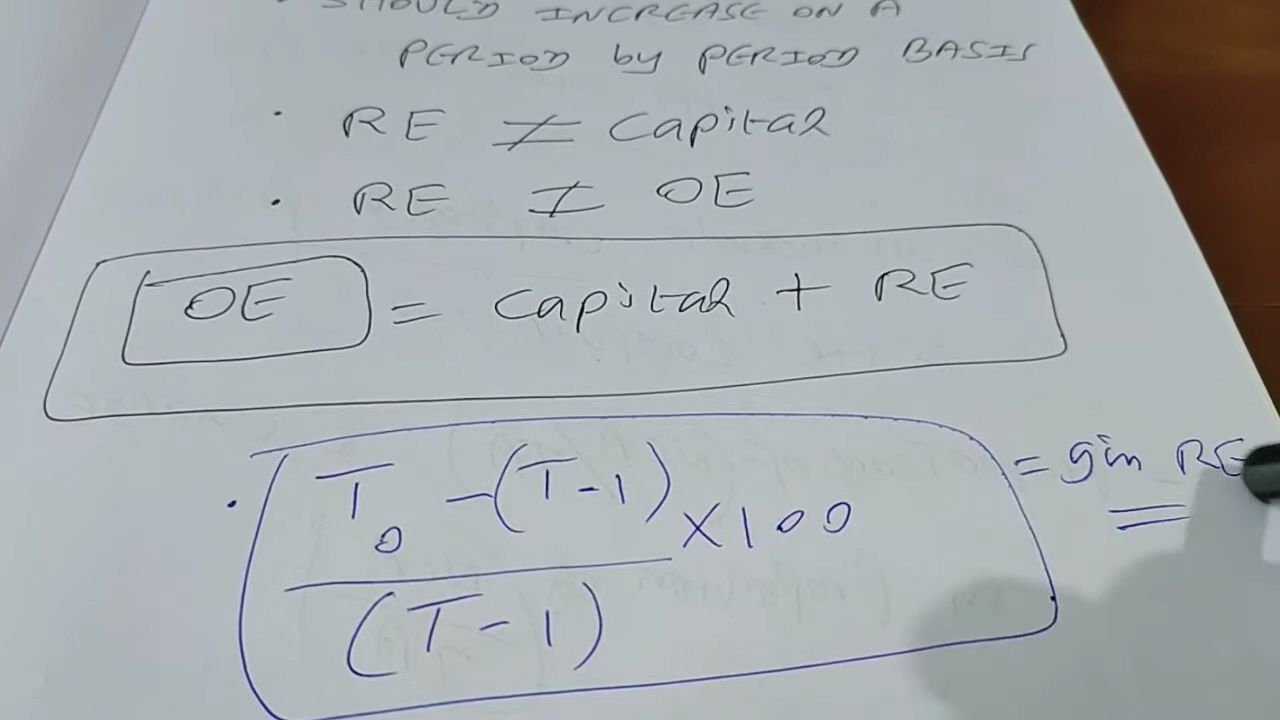 · SHOULD INCREASE ON A
PERIOD by PERIOD BASIS
· RE ≠ Capital
· RE ≠ OE
OE = Capital + RE
· T0 - (T-1) X 100 = gin RE
(T-1)